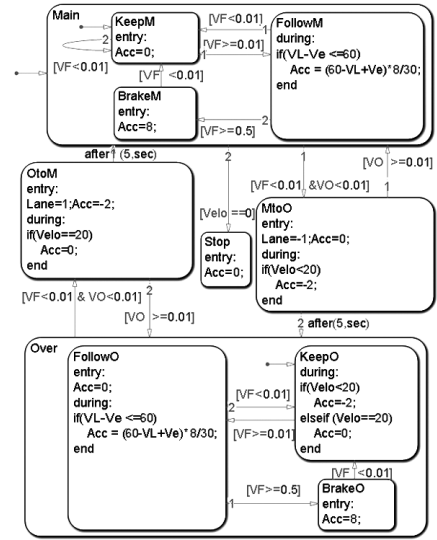 Main
KeepM
entry:
Acc=0;
2
[VF<0.01]
BrakeM
entry:
Acc=8;
[VF <0.01]
[VF<0.01]
1
[VF>=0.01]
1
[VF>=0.5]
2
FollowM
during:
if(VL-Ve <=60)
Acc = (60-VL+Ve)*8/30;
end
after (5,sec)
1
2
1
[VO >=0.01]
[VF<0.01 &VO<0.01]
1
OtoM
entry:
Lane=1;Acc=-2;
during:
if(Velo==20)
Acc=0;
end
[Velo ==0]
Stop
entry:
Acc=0;
MtoO
entry:
Lane=-1;Acc=0;
during:
if(Velo<20)
Acc=-2;
end
[VF<0.01 & VO<0.01]
1
2
[VO >=0.01]
2 after(5,sec)
Over
FollowO
entry:
Acc=0;
during:
if(VL-Ve <=60)
Acc = (60-VL+Ve)*8/30;
end
[VF<0.01]
2
[VF>=0.01]
KeepO
during:
if(Velo<20)
Acc=-2;
elseif (Velo==20)
Acc=0;
end
[VF <0.01]
1
[VF>=0.5]
BrakeO
entry:
Acc=8;